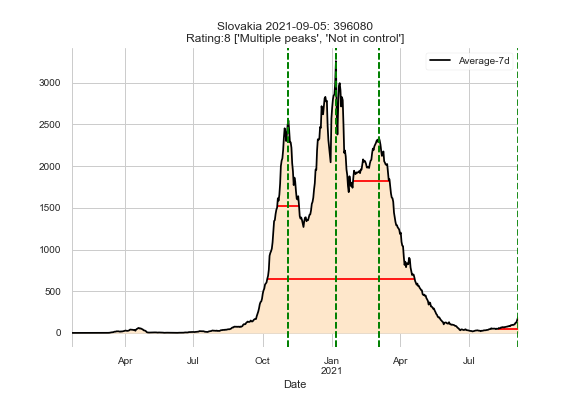 Slovakia 2021-09-05: 396080
Rating:8 ['Multiple peaks', 'Not in control']
Average-7d
3000
2500
2000
1500
1000
500
0
Apr Jul Oct Jan Apr Jul
2021
Date